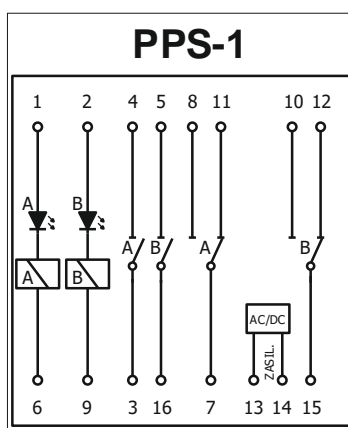 PPS-1
1 2 4 5 8 11 10 12
A B
A B A B
A B
AC/DC
ZASIL.
6 9 3 16 7 13 14 15